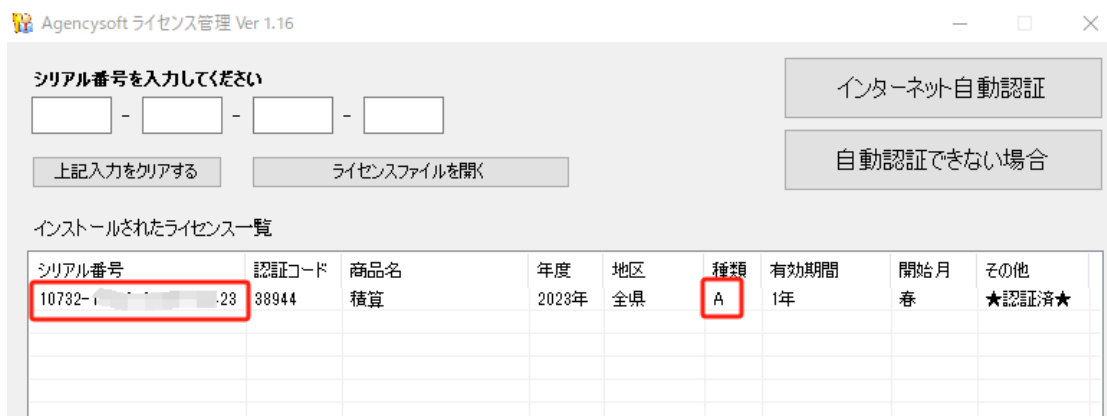 Agencysoft ライセンス管理 Ver 1.16
シリアル番号を入力してください
インターネット自動認証
- - -
自動認証できない場合
上記入力をクリアする ライセンスファイルを開く
インストールされたライセンス一覧
シリアル番号 認証コード 商品名 年度 地区 種類 有効期間 開始月 その他
10732- 23 38944 積算 2023年 全県 A 1年 春 ★認証済★